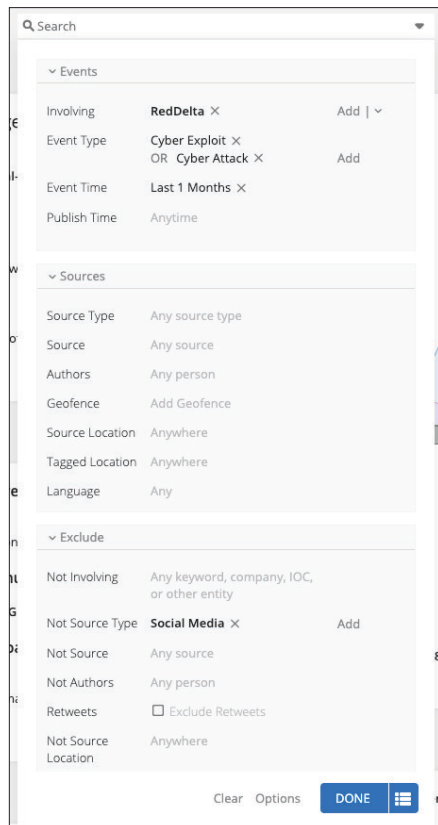 Search
Events
Involving RedDelta × Add |
Event Type Cyber Exploit ×
OR Cyber Attack × Add
Event Time Last 1 Months ×
Publish Time Anytime
Sources
Source Type Any source type
Source Any source
Authors Any person
Geofence Add Geofence
Source Location Anywhere
Tagged Location Anywhere
Language Any
Exclude
Not Involving Any keyword, company, IOC,
or other entity
Not Source Type Social Media × Add
Not Source Any source
Not Authors Any person
Retweets Exclude Retweets
Not Source Anywhere
Location
Clear Options DONE